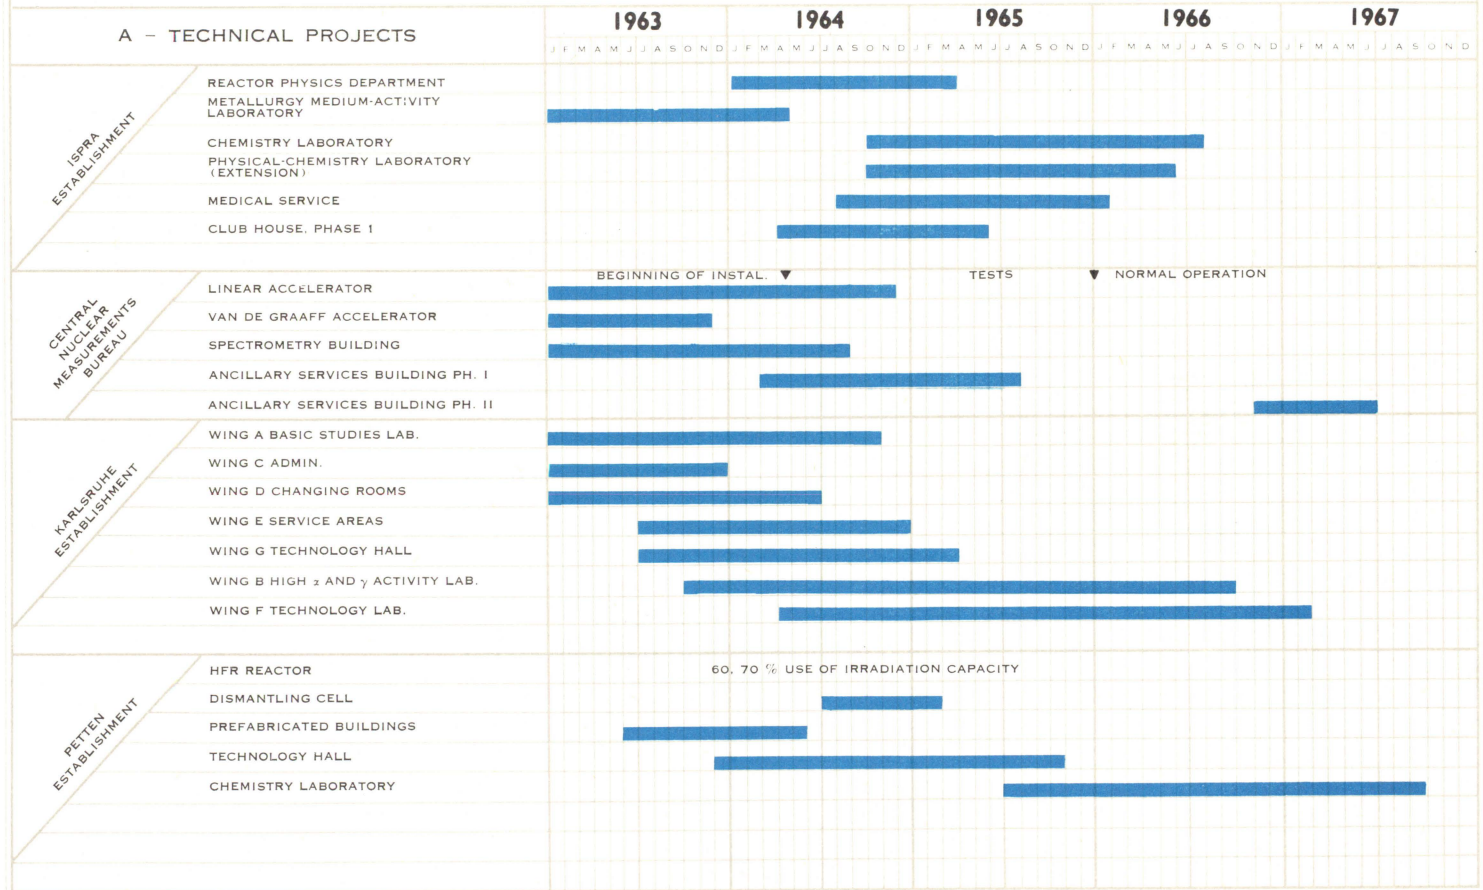 A – TECHNICAL PROJECTS
1963 1964 1965 1966 1967
J F M A M J J A S O N D J F M A M J J A S O N D J F M A M J J A S O N D J F M A M J J A S O N D J F M A M J J A S O N D
ISPRA
ESTABLISHMENT
REACTOR PHYSICS DEPARTMENT
METALLURGY MEDIUM-ACTIVITY
LABORATORY
CHEMISTRY LABORATORY
PHYSICAL-CHEMISTRY LABORATORY
(EXTENSION)
MEDICAL SERVICE
CLUB HOUSE, PHASE 1
CENTRAL
NUCLEAR
MEASUREMENTS
BUREAU
BEGINNING OF INSTAL. ▼ TESTS ▼ NORMAL OPERATION
LINEAR ACCELERATOR
VAN DE GRAAFF ACCELERATOR
SPECTROMETRY BUILDING
ANCILLARY SERVICES BUILDING PH. I
ANCILLARY SERVICES BUILDING PH. II
KARLSRUHE
ESTABLISHMENT
WING A BASIC STUDIES LAB.
WING C ADMIN.
WING D CHANGING ROOMS
WING E SERVICE AREAS
WING G TECHNOLOGY HALL
WING B HIGH α AND γ ACTIVITY LAB.
WING F TECHNOLOGY LAB.
PETTEN
ESTABLISHMENT
HFR REACTOR 60, 70 % USE OF IRRADIATION CAPACITY
DISMANTLING CELL
PREFABRICATED BUILDINGS
TECHNOLOGY HALL
CHEMISTRY LABORATORY